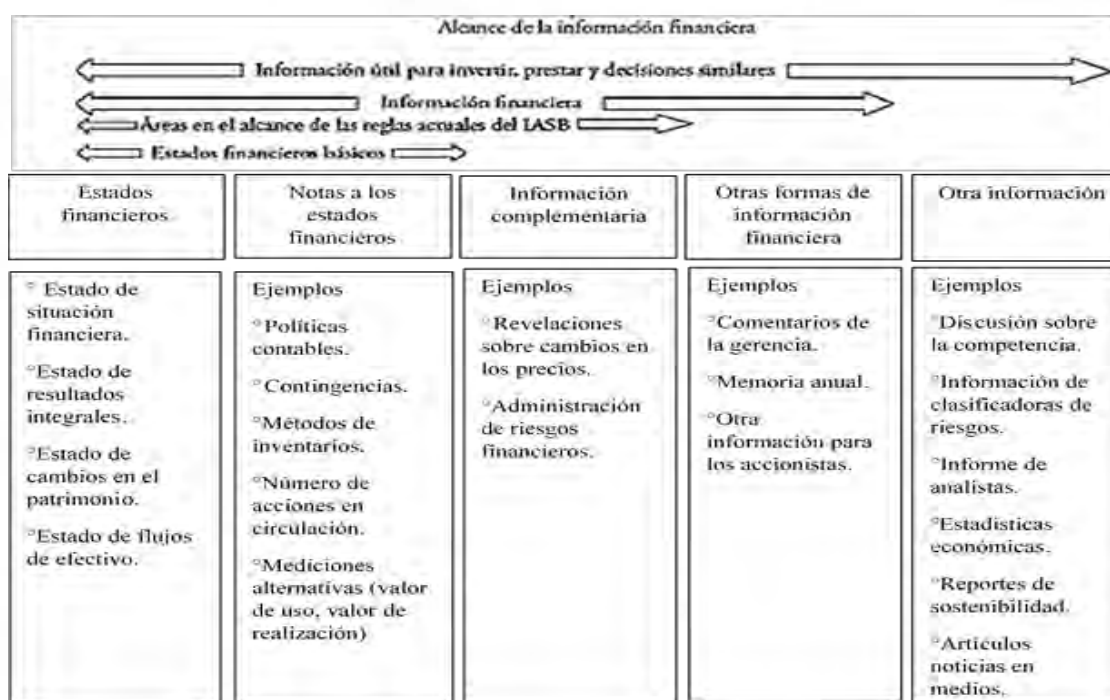 Alcance de la información financiera
Información útil para invertir, prestar y decisiones similares
Información financiera
Áreas en el alcance de las reglas actuales del IASB
Estados financieros básicos
Estados
financieros
Notas a los
estados
financieros
Información
complementaria
Otras formas de
información
financiera
Otra información
° Estado de
situación
financiera.
°Estado de
resultados
integrales.
°Estado de
cambios en el
patrimonio.
°Estado de flujos
de efectivo.
Ejemplos
°Políticas
contables.
°Contingencias.
°Métodos de
inventarios.
°Número de
acciones en
circulación.
°Mediciones
alternativas (valor
de uso, valor de
realización)
Ejemplos
°Revelaciones
sobre cambios en
los precios.
°Administración
de riesgos
financieros.
Ejemplos
°Comentarios de
la gerencia.
°Memoria anual.
°Otra
información para
los accionistas.
Ejemplos
°Discusión sobre
la competencia.
°Información de
clasificadoras de
riesgos.
°Informe de
analistas.
°Estadísticas
económicas.
°Reportes de
sostenibilidad.
°Artículos
noticias en
medios.